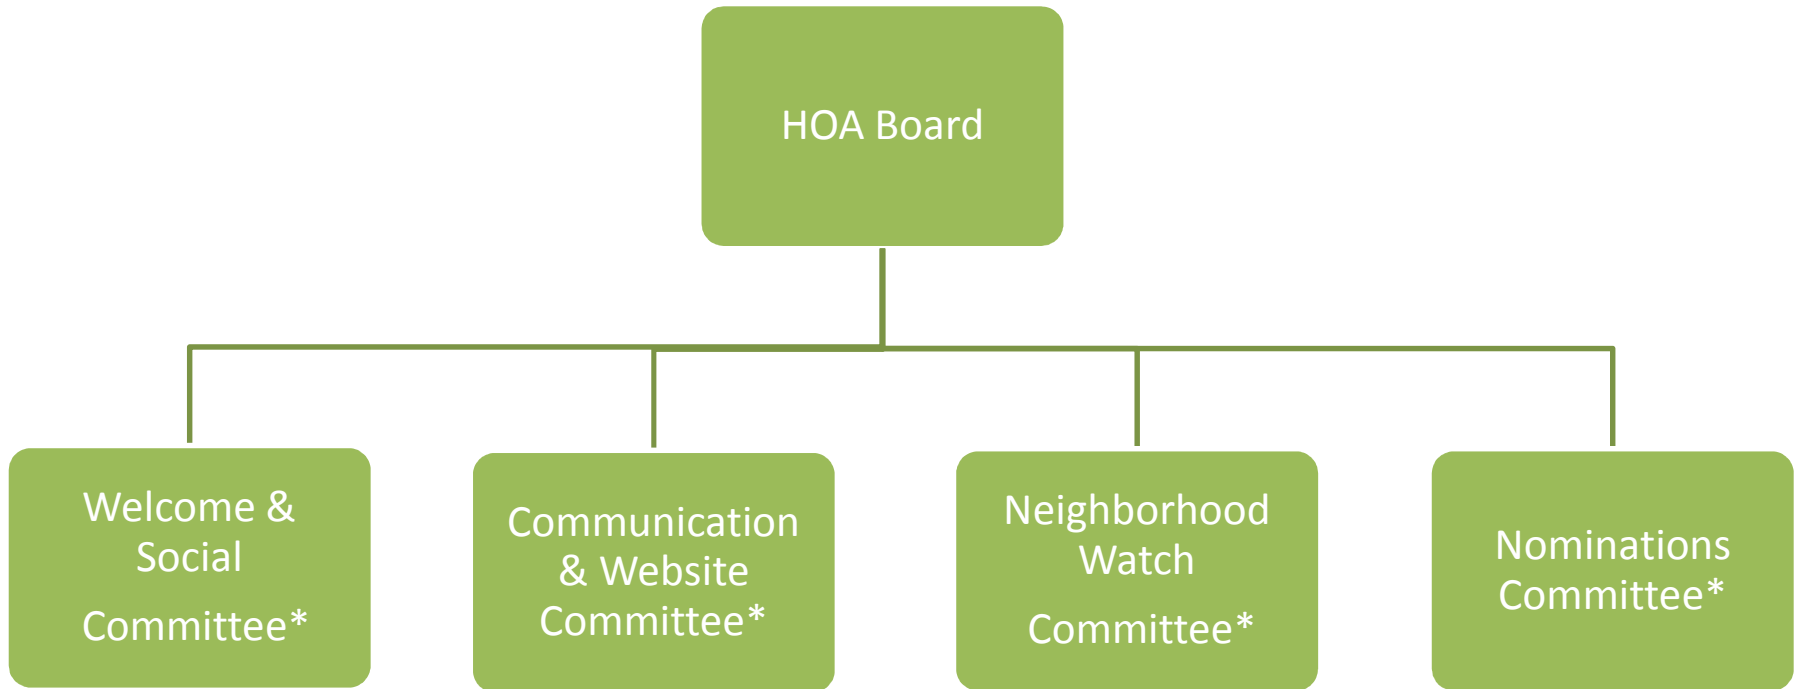 HOA Board
Welcome &
Social
Committee*
Communication
& Website
Committee*
Neighborhood
Watch
Committee*
Nominations
Committee*